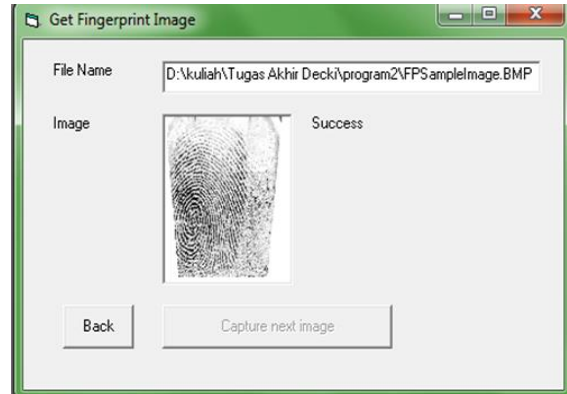 Get Fingerprint Image
File Name
D:\kuliah\Tugas Akhir Decki\program2\FPSampleImage.BMP
Image
Success
Back
Capture next image